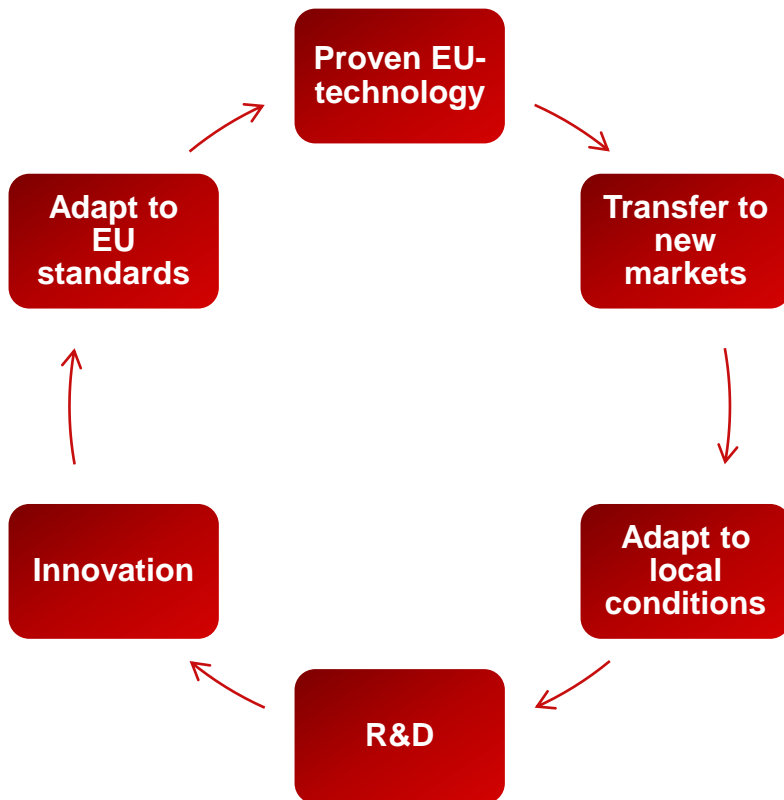 Proven EU-
technology
Transfer to
new
markets
Adapt to
local
conditions
R&D
Innovation
Adapt to
EU
standards